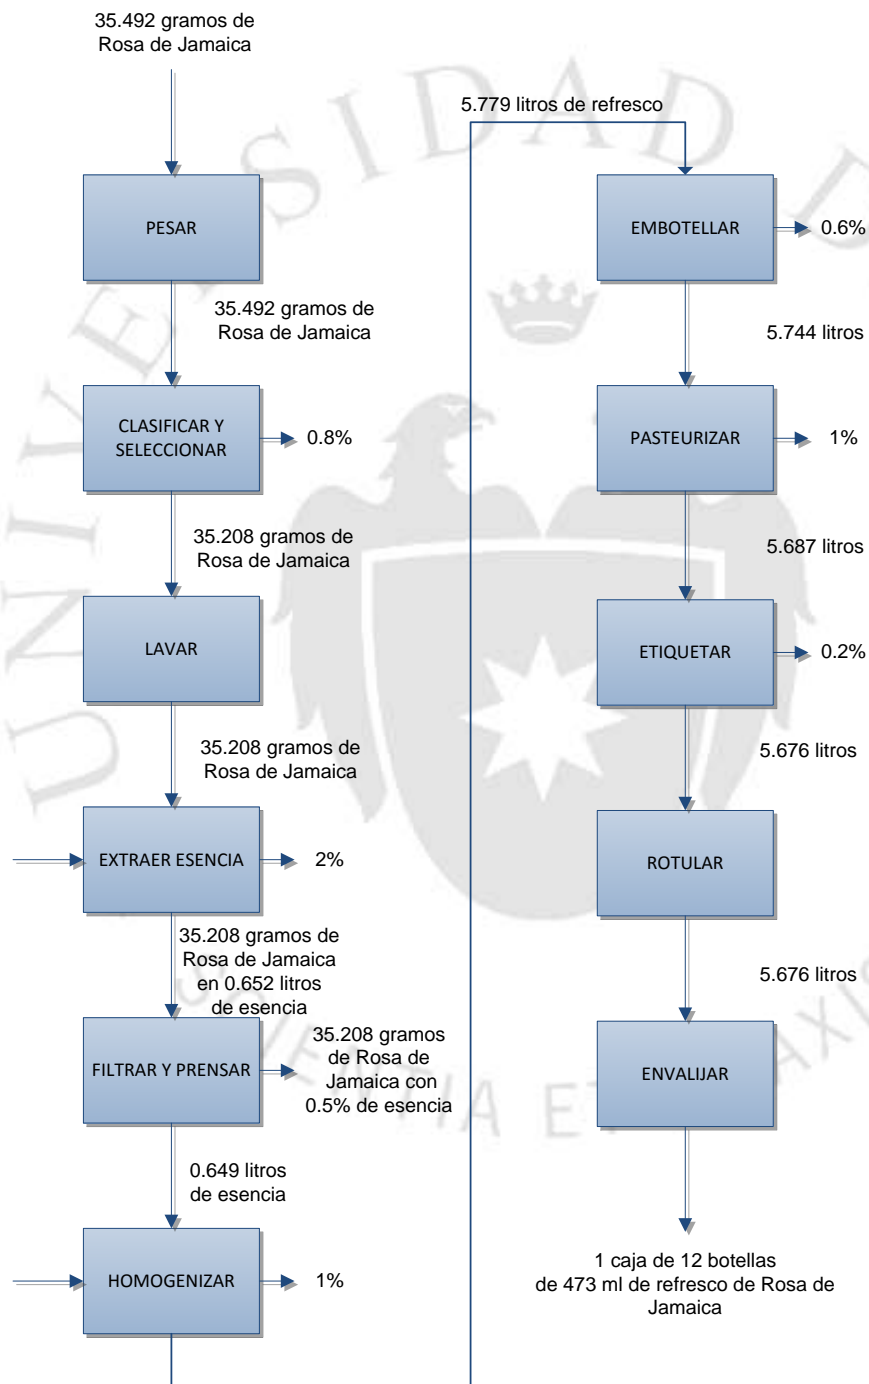 35.492 gramos de
Rosa de Jamaica
PESAR
35.492 gramos de
Rosa de Jamaica
CLASIFICAR Y
SELECCIONAR
0.8%
35.208 gramos de
Rosa de Jamaica
LAVAR
35.208 gramos de
Rosa de Jamaica
EXTRAER ESENCIA
2%
35.208 gramos de
Rosa de Jamaica
en 0.652 litros
de esencia
FILTRAR Y PRENSAR
35.208 gramos
de Rosa de
Jamaica con
0.5% de esencia
0.649 litros
de esencia
HOMOGENIZAR
1%
5.779 litros de refresco
EMBOTELLAR
0.6%
5.744 litros
PASTEURIZAR
1%
5.687 litros
ETIQUETAR
0.2%
5.676 litros
ROTULAR
5.676 litros
ENVALIJAR
1 caja de 12 botellas
de 473 ml de refresco de Rosa de
Jamaica
UNIVERSIDAD D